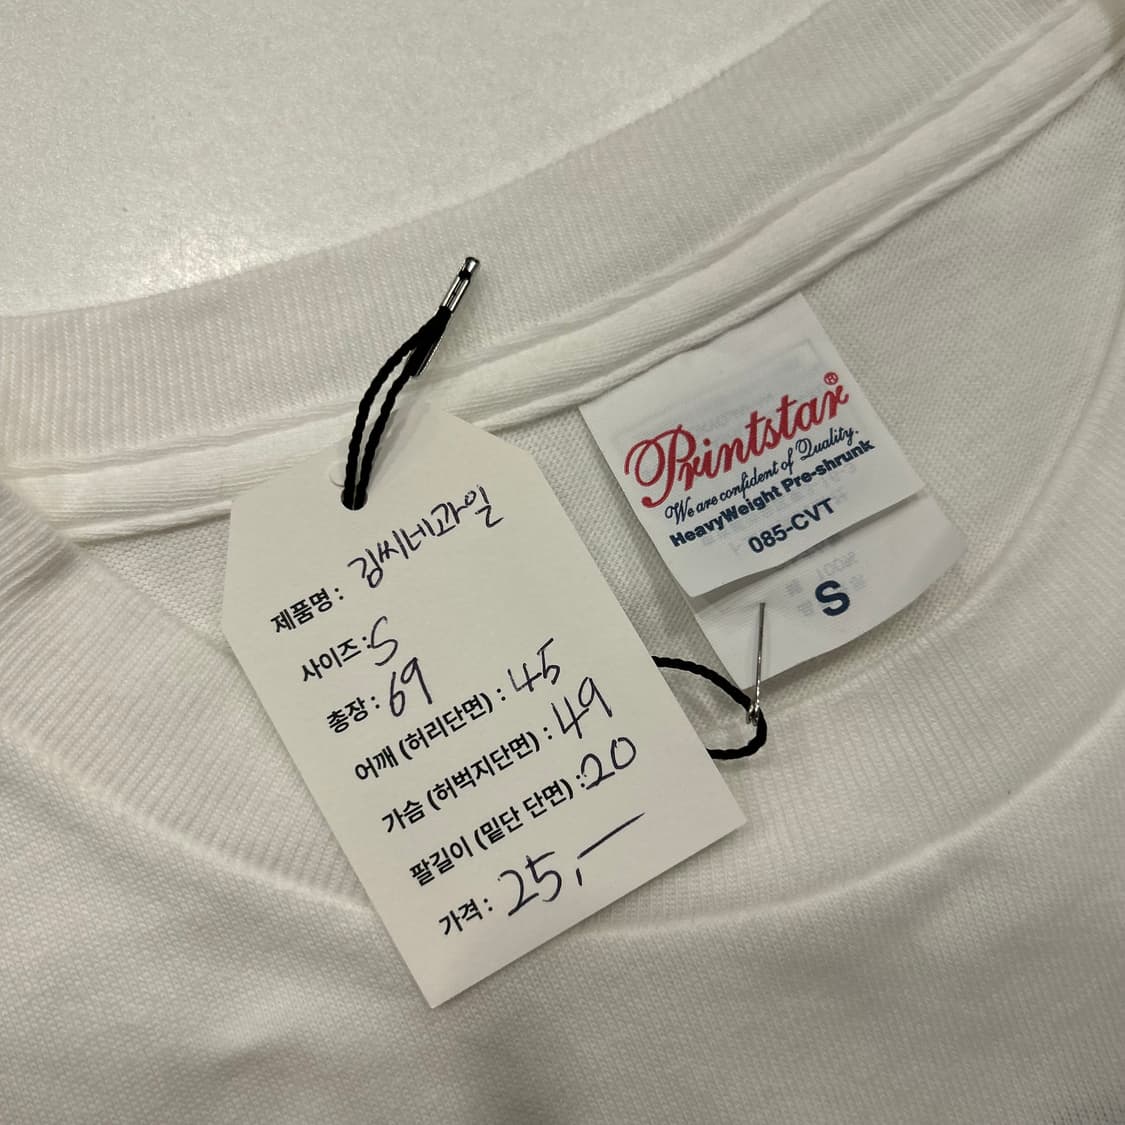 제품명 : 김씨네과일
사이즈 : S
총장 : 69
어깨 (허리단면) : 45
가슴 (허벅지단면) : 49
팔길이 (밑단 단면) : 20
가격 : 25,-
Printstar®
We are confident of Quality.
HeavyWeight Pre-shrunk
085-CVT
S